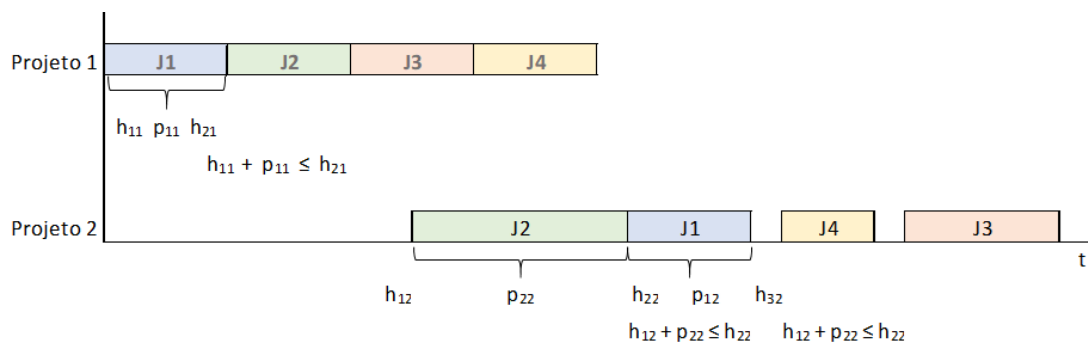 Projeto 1 J1 J2 J3 J4
h₁₁ p₁₁ h₂₁
h₁₁ + p₁₁ ≤ h₂₁
Projeto 2 J2 J1 J4 J3
t
h₁₂ p₂₂ h₂₂ p₁₂ h₃₂
h₁₂ + p₂₂ ≤ h₂₂ h₁₂ + p₂₂ ≤ h₂₂